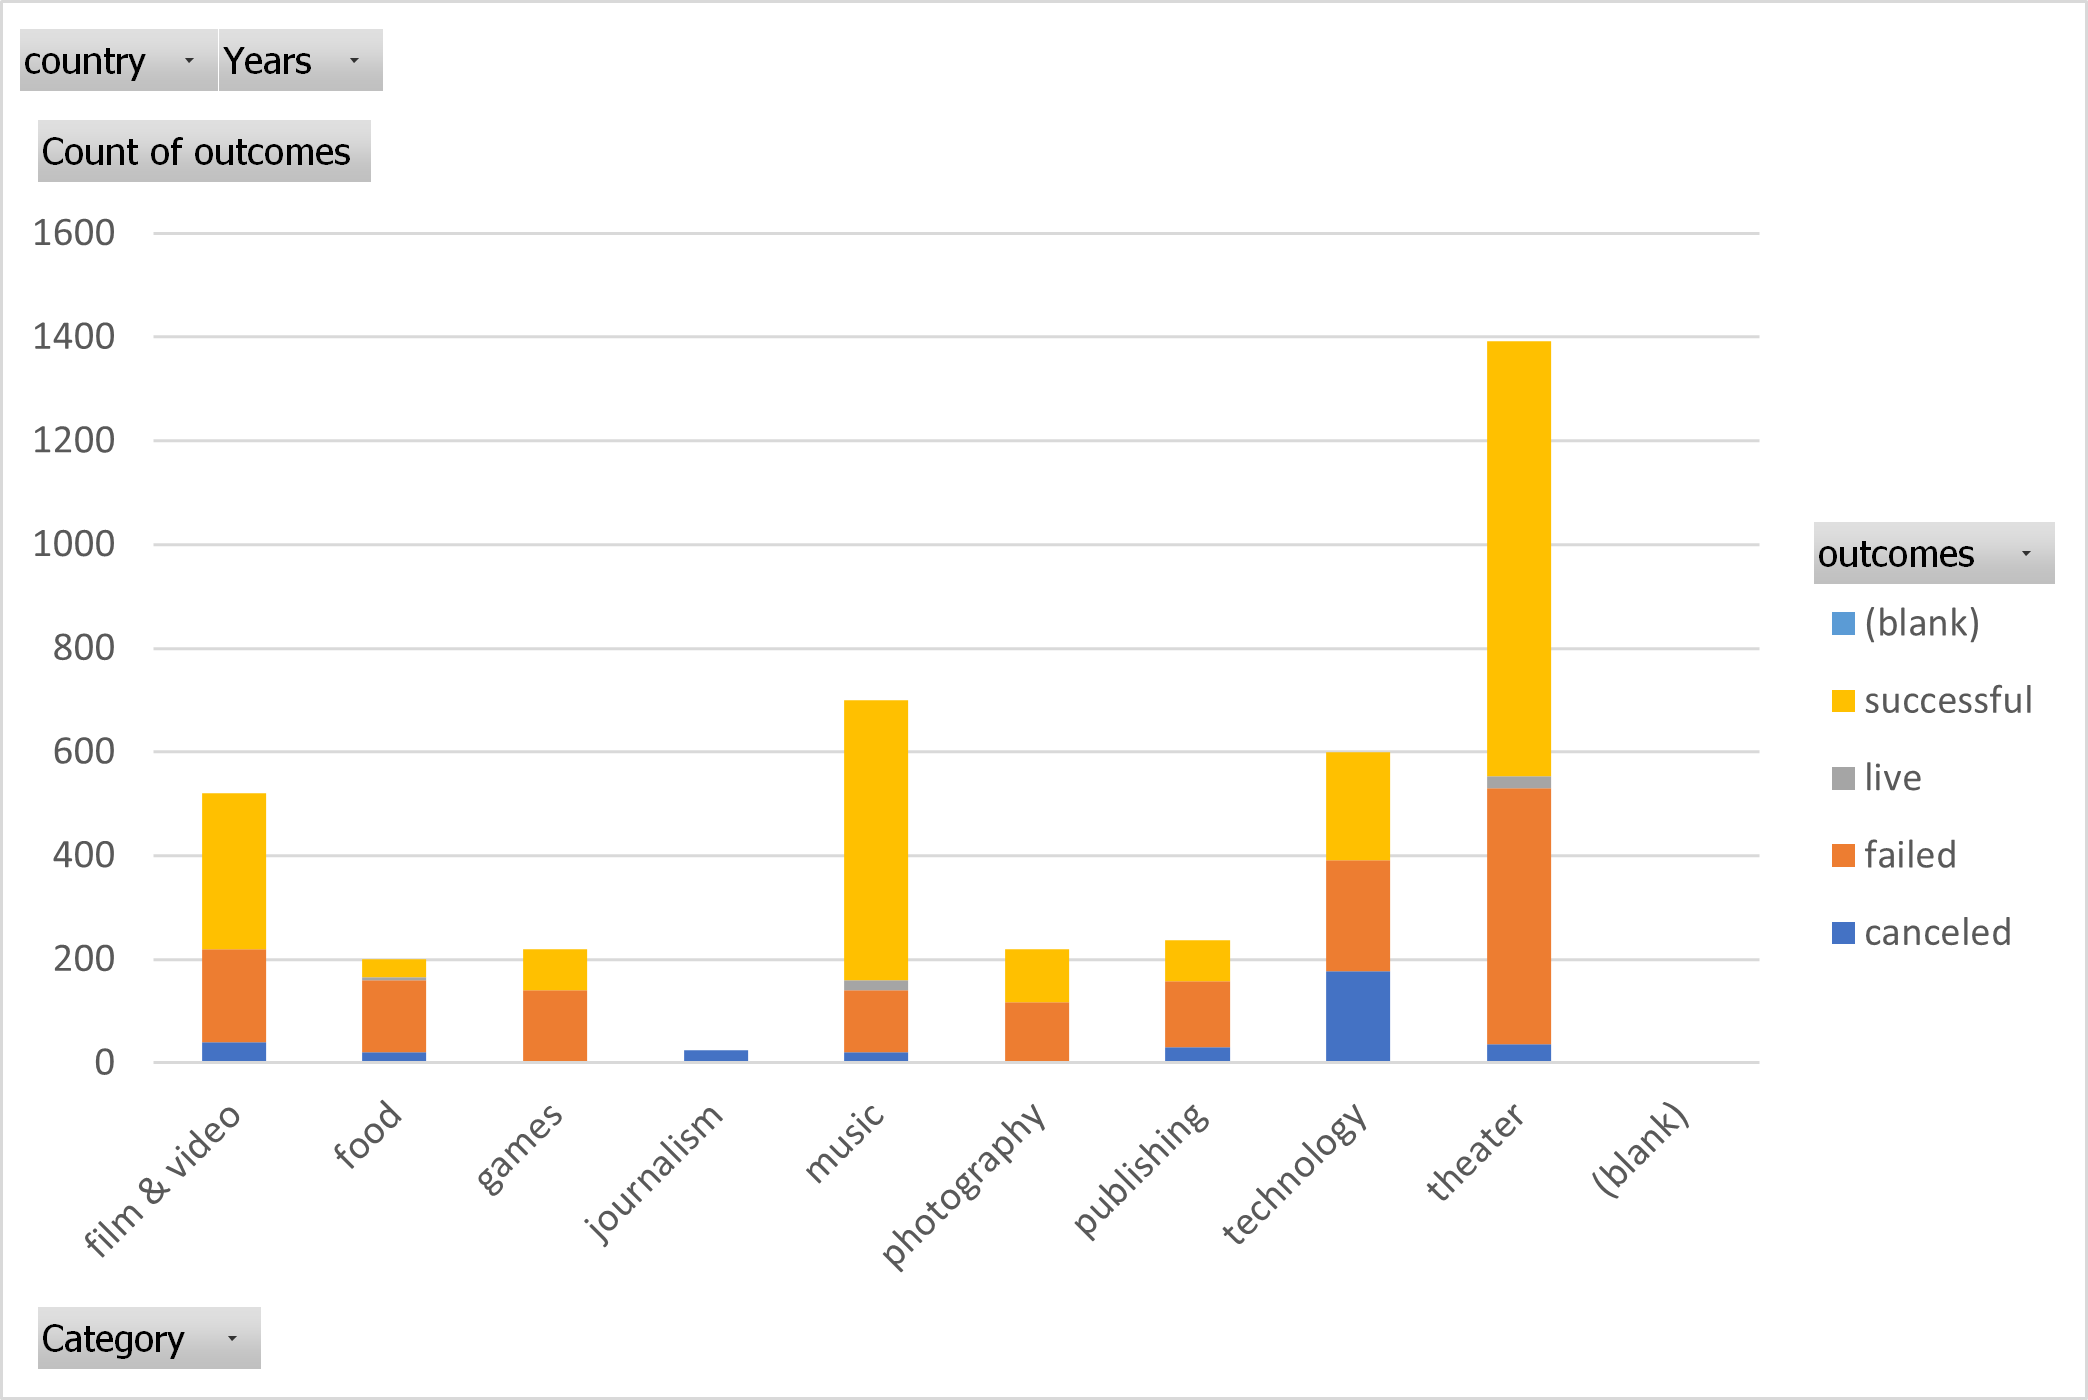 country Years
Count of outcomes
1600
1400
1200
1000
800
600
400
200
0
film & video
food
games
journalism
music
photography
publishing
technology
theater
(blank)
outcomes
(blank)
successful
live
failed
canceled
Category